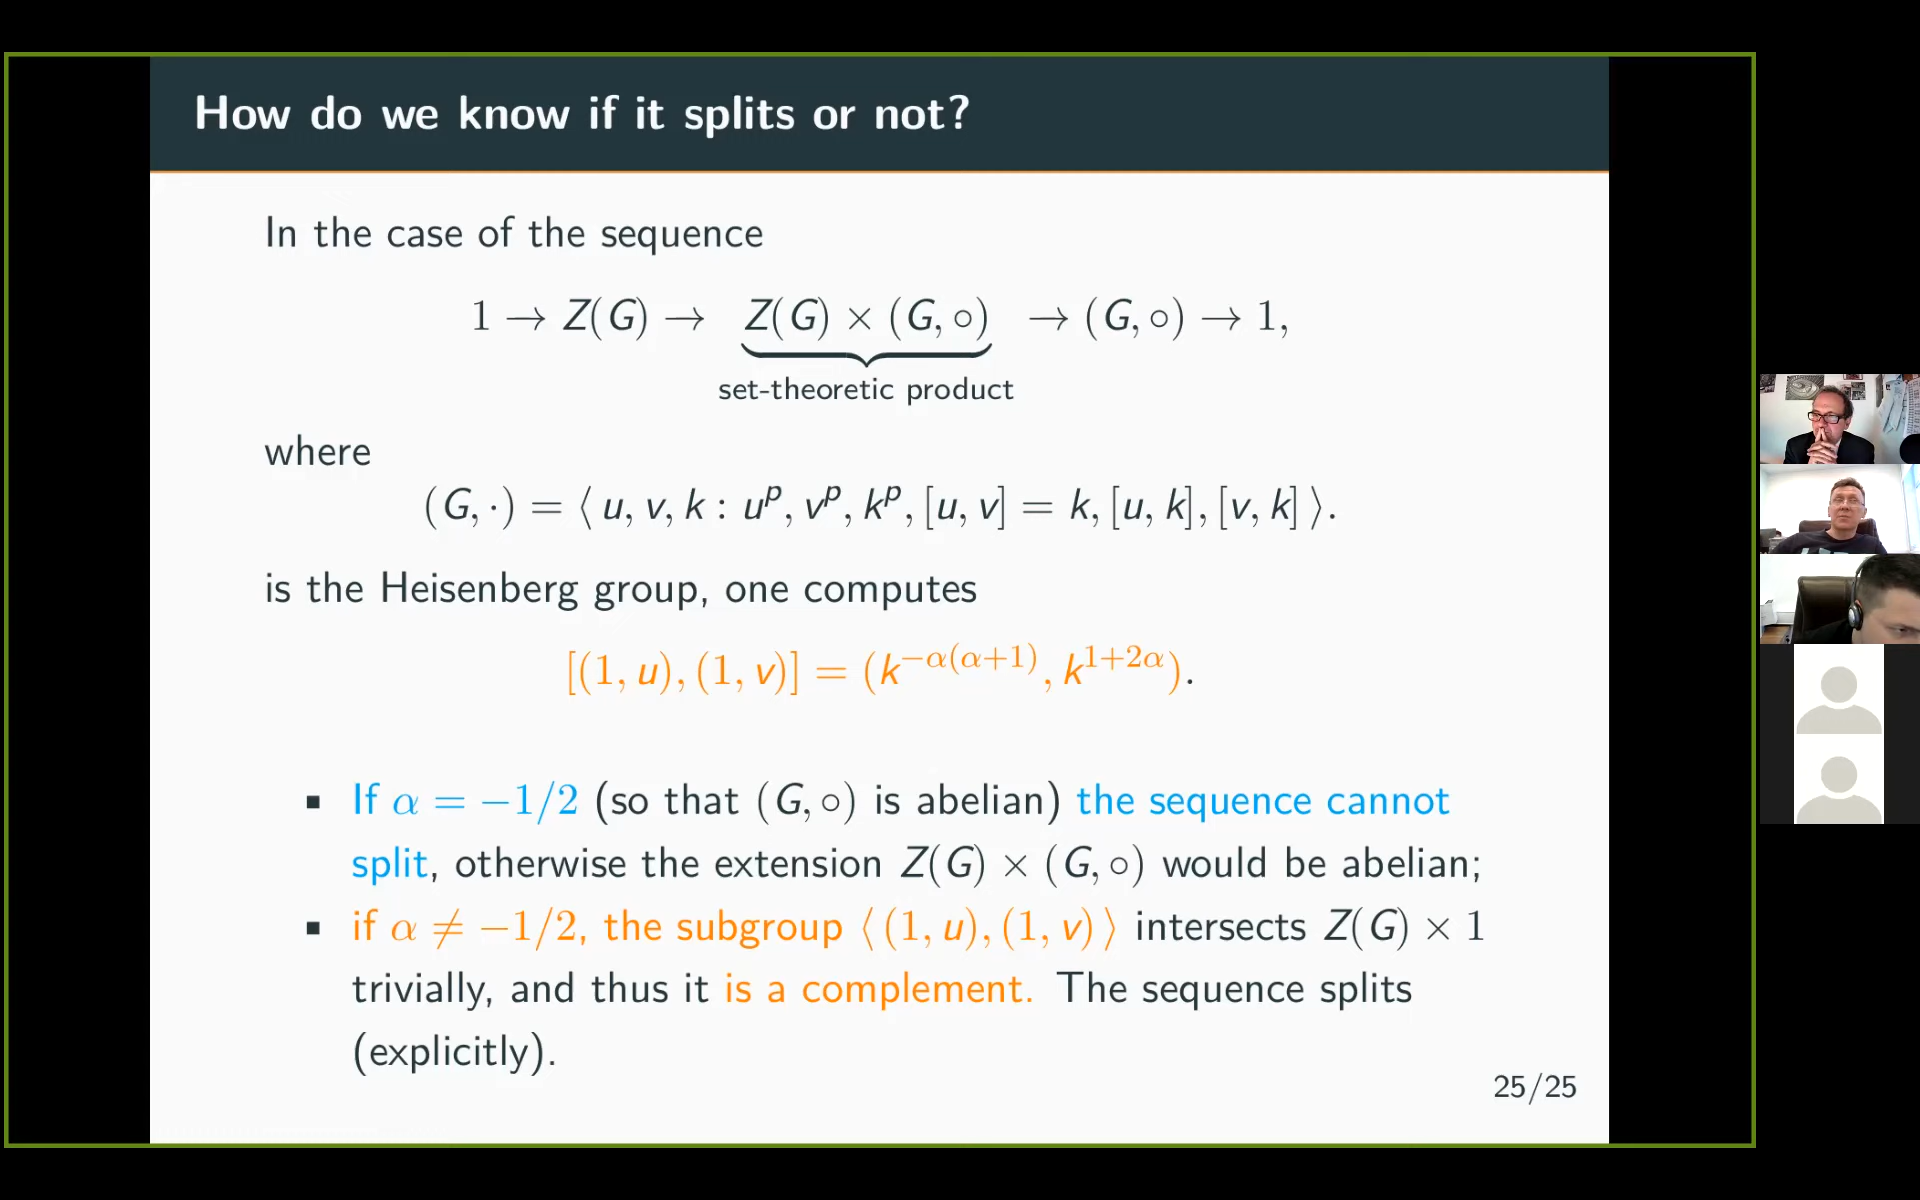 How do we know if it splits or not?
In the case of the sequence
1 → Z(G) → Z(G) × (G, ∘) → (G, ∘) → 1,
set-theoretic product
where
(G, ·) = ⟨ u, v, k : uᵖ, vᵖ, kᵖ, [u, v] = k, [u, k], [v, k] ⟩.
is the Heisenberg group, one computes
[(1, u), (1, v)] = (k^{−α(α+1)}, k^{1+2α}).
▪ If α = −1/2 (so that (G, ∘) is abelian) the sequence cannot
split, otherwise the extension Z(G) × (G, ∘) would be abelian;
▪ if α ≠ −1/2, the subgroup ⟨ (1, u), (1, v) ⟩ intersects Z(G) × 1
trivially, and thus it is a complement. The sequence splits
(explicitly).
25/25